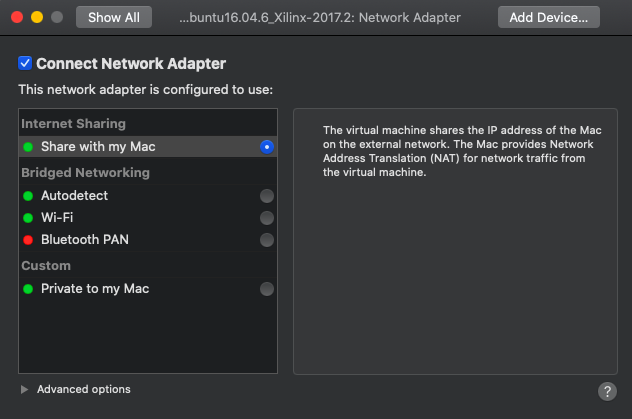 Show All
...buntu16.04.6_Xilinx-2017.2: Network Adapter
Add Device...
Connect Network Adapter
This network adapter is configured to use:
Internet Sharing
Share with my Mac
Bridged Networking
Autodetect
Wi-Fi
Bluetooth PAN
Custom
Private to my Mac
The virtual machine shares the IP address of the Mac
on the external network. The Mac provides Network
Address Translation (NAT) for network traffic from
the virtual machine.
Advanced options
?